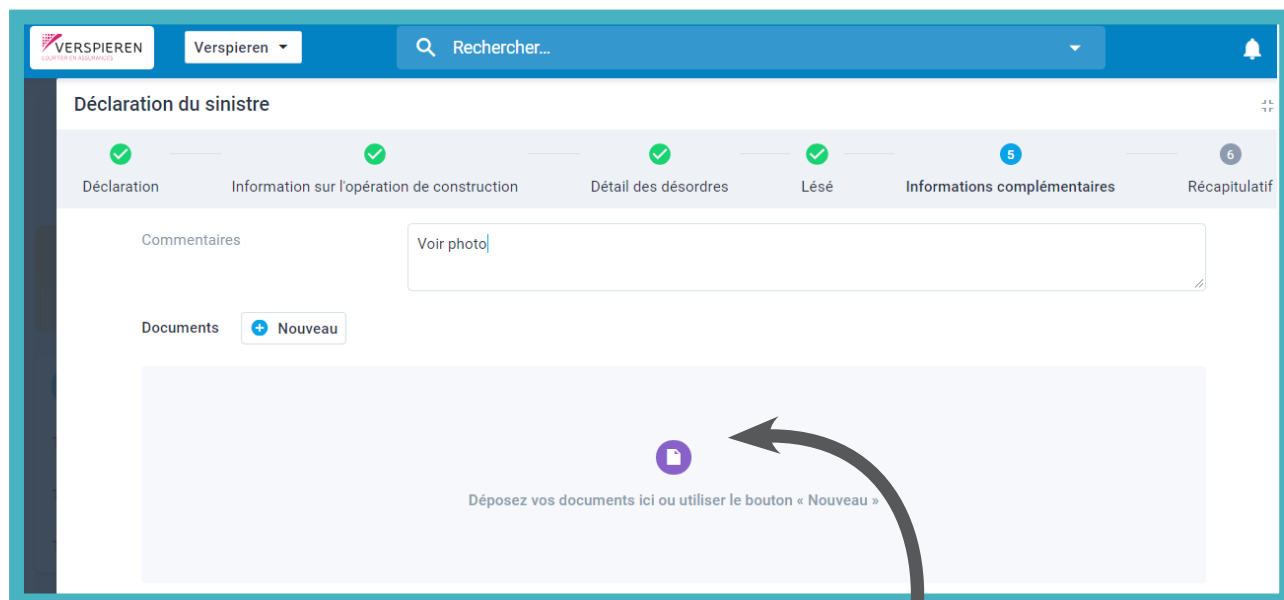 VERSPIEREN
COURTIER EN ASSURANCES
Verspieren
Rechercher...
Déclaration du sinistre
5
6
Déclaration
Information sur l'opération de construction
Détail des désordres
Lésé
Informations complémentaires
Récapitulatif
Commentaires
Voir photo
Documents
Nouveau
Déposez vos documents ici ou utiliser le bouton « Nouveau »